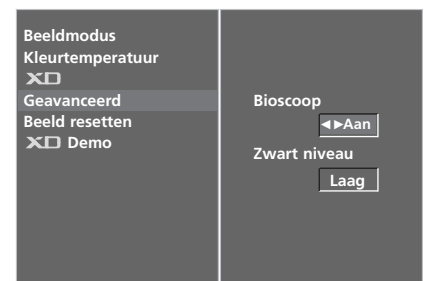 Beeldmodus
Kleurtemperatuur
XD
Geavanceerd
Beeld resetten
XD Demo
Bioscoop
◄►Aan
Zwart niveau
Laag